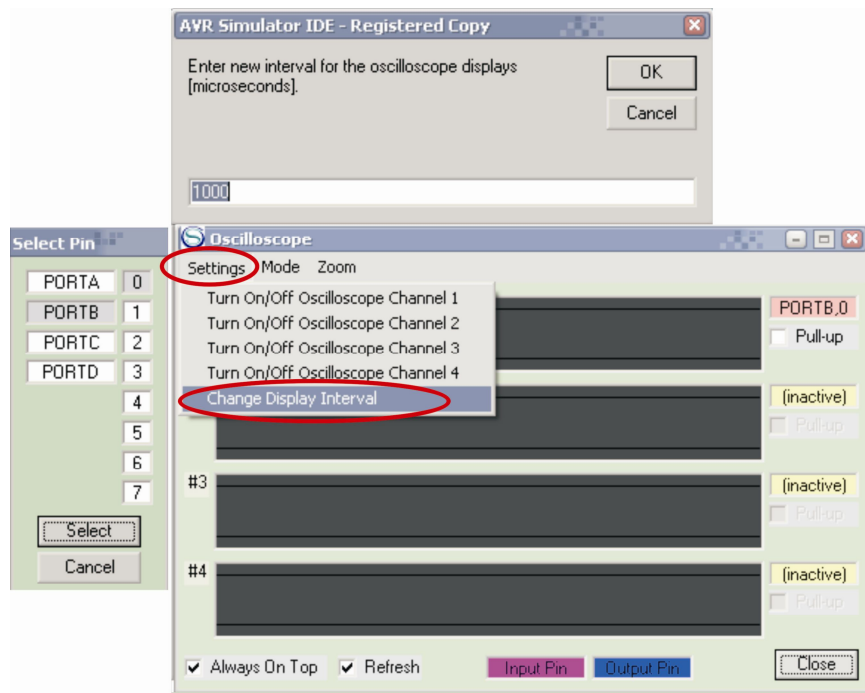 AVR Simulator IDE - Registered Copy
Enter new interval for the oscilloscope displays
[microseconds].
OK
Cancel
1000
Select Pin
PORTA 0
PORTB 1
PORTC 2
PORTD 3
4
5
6
7
Select
Cancel
Oscilloscope
Settings Mode Zoom
Turn On/Off Oscilloscope Channel 1
Turn On/Off Oscilloscope Channel 2
Turn On/Off Oscilloscope Channel 3
Turn On/Off Oscilloscope Channel 4
Change Display Interval
PORTB,0
Pull-up
(inactive)
Pull-up
#3
(inactive)
Pull-up
#4
(inactive)
Pull-up
Always On Top Refresh Input Pin Output Pin Close